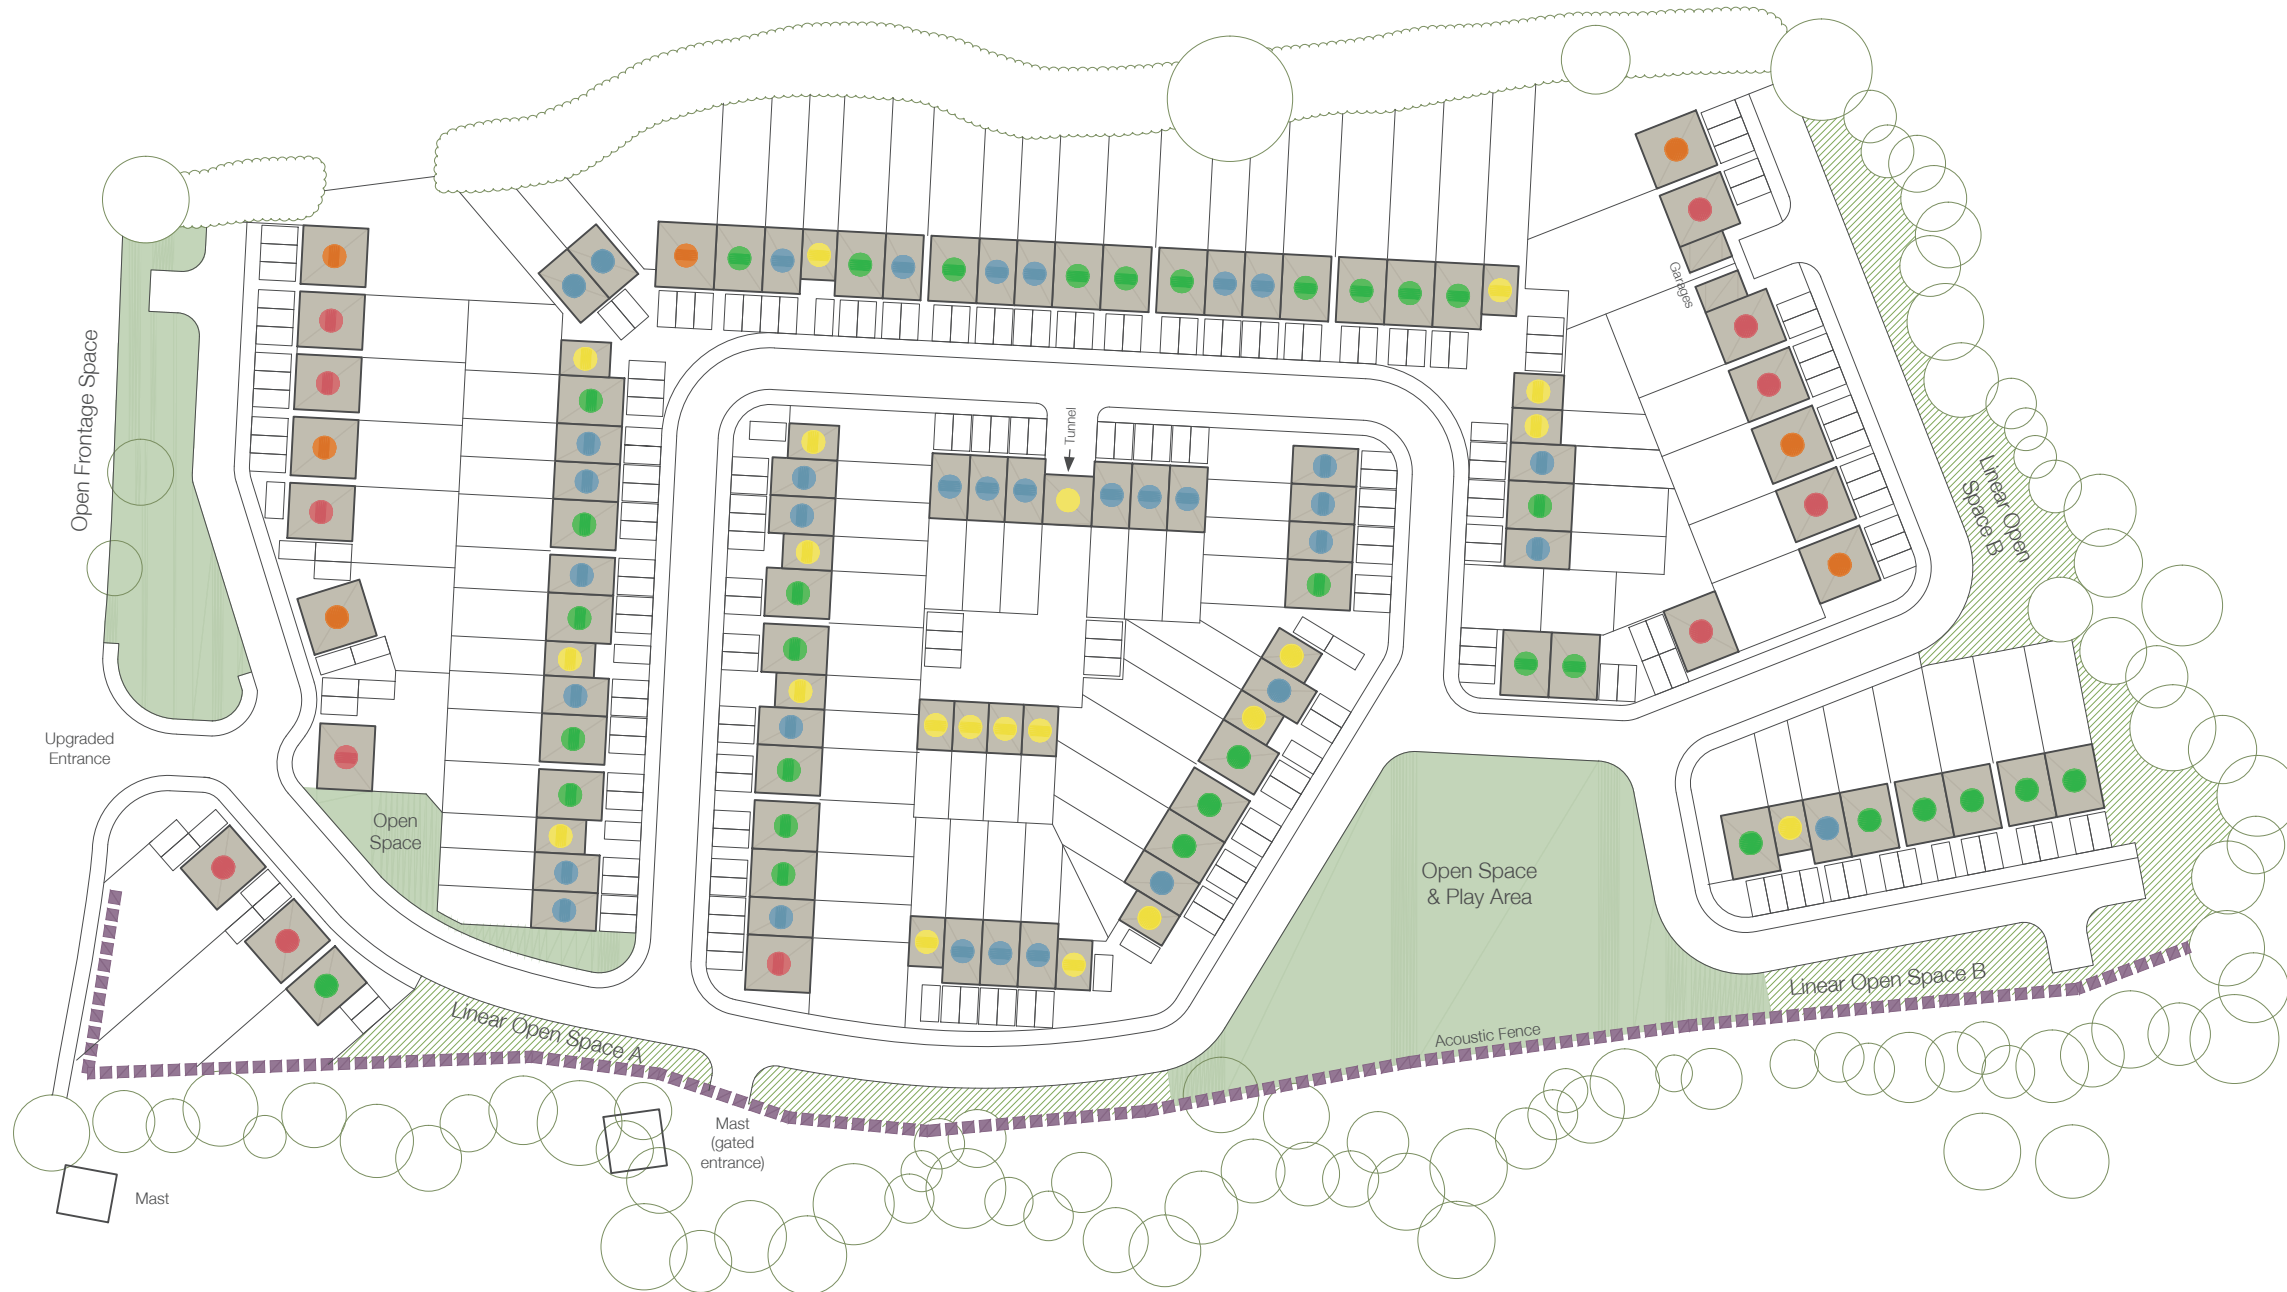 Garages
Open Frontage Space
Tunnel
Linear Open
Space B
Upgraded
Entrance
Open
Space
Open Space
& Play Area
Linear Open Space B
Linear Open Space A
Acoustic Fence
Mast
(gated
entrance)
Mast